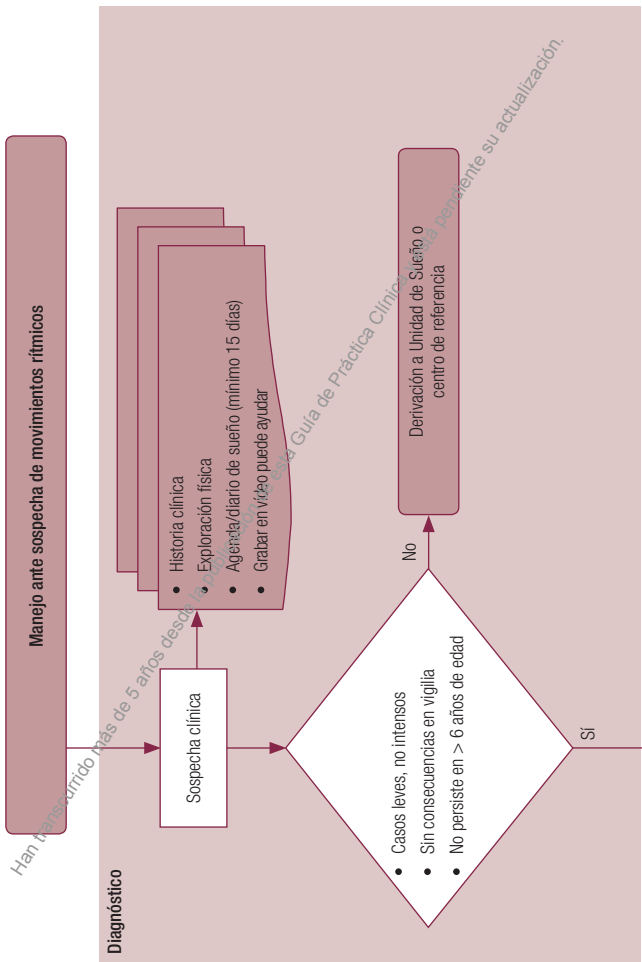 Manejo ante sospecha de movimientos rítmicos
Diagnóstico
Sospecha clínica
• Historia clínica
• Exploración física
• Agenda/diario de sueño (mínimo 15 días)
• Grabar en vídeo puede ayudar
• Casos leves, no intensos
• Sin consecuencias en vigilia
• No persiste en > 6 años de edad
No
Derivación a Unidad de Sueño o
centro de referencia
Sí
Han transcurrido más de 5 años desde la publicación de esta Guía de Práctica Clínica y está pendiente su actualización.